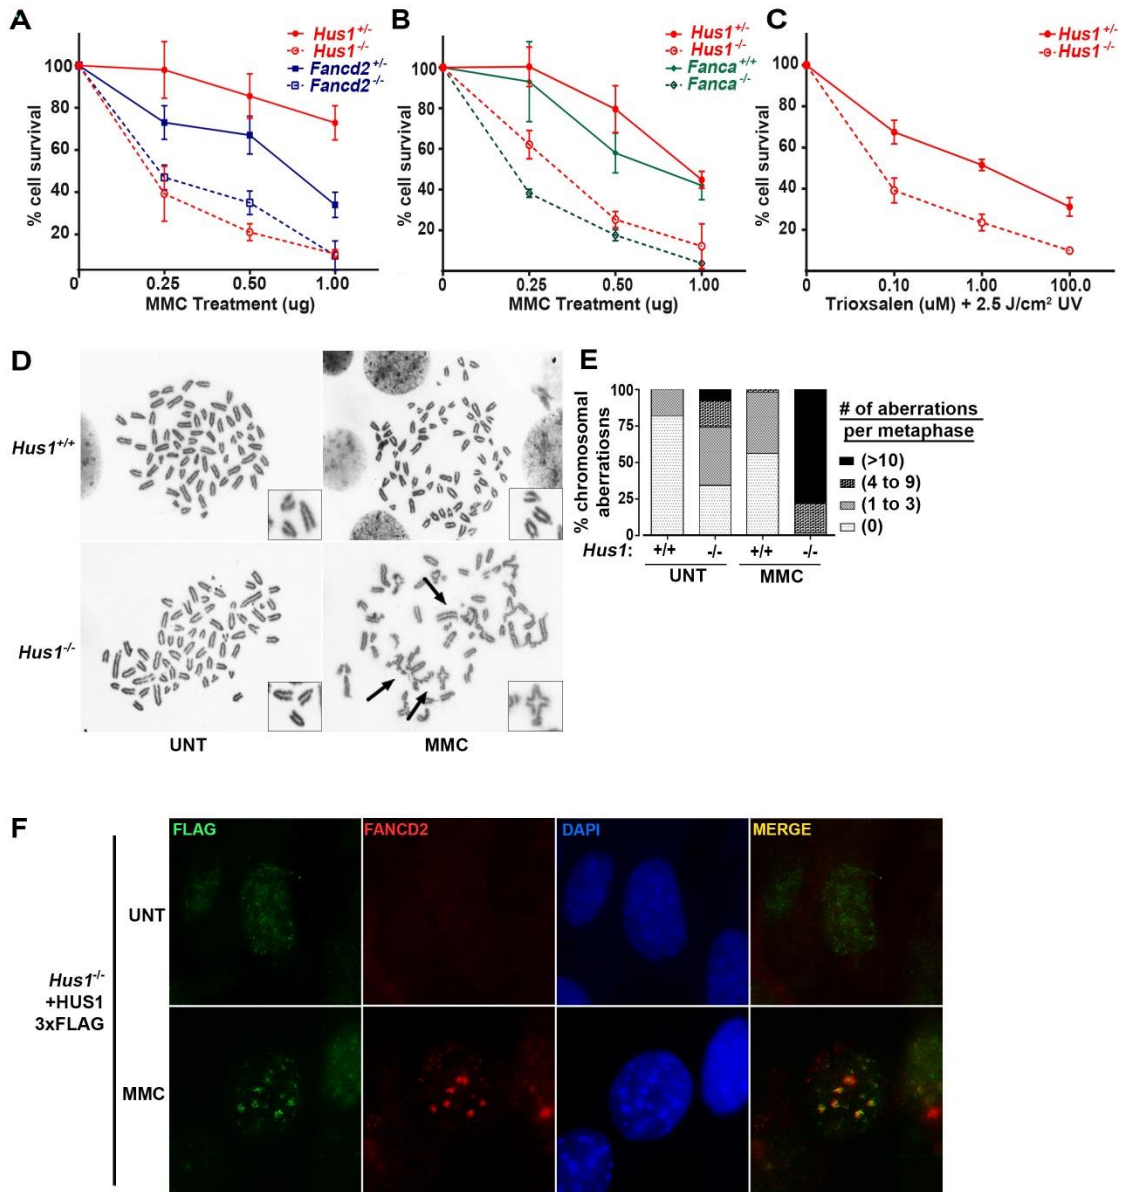 A
Hus1+/-
Hus1-/-
Fancd2+/-
Fancd2-/-
% cell survival
100
80
60
40
20
0
0.25
0.50
1.00
MMC Treatment (ug)
B
Hus1+/-
Hus1-/-
Fanca+/+
Fanca-/-
% cell survival
100
80
60
40
20
0
0.25
0.50
1.00
MMC Treatment (ug)
C
Hus1+/-
Hus1-/-
% cell survival
100
80
60
40
20
0
0.10
1.00
100.0
Trioxsalen (uM) + 2.5 J/cm² UV
D
Hus1+/+
Hus1-/-
UNT
MMC
E
% chromosomal
aberratiosn
100
75
50
25
0
Hus1: +/+ -/- +/+ -/-
UNT MMC
# of aberrations
per metaphase
(>10)
(4 to 9)
(1 to 3)
(0)
F
FLAG
FANCD2
DAPI
MERGE
UNT
Hus1-/-
+HUS1
3xFLAG
MMC